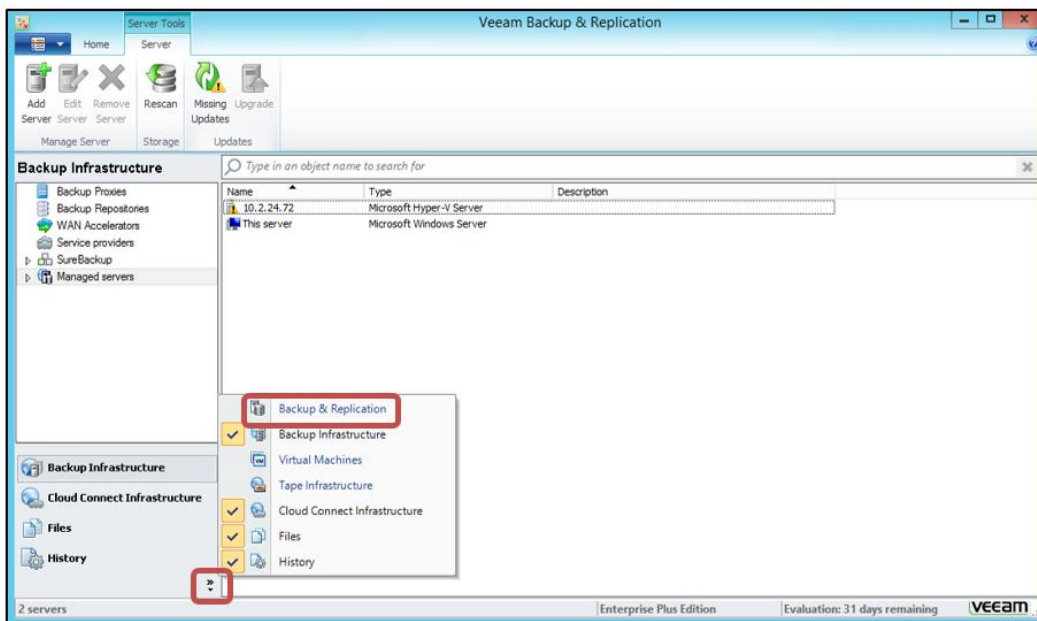 Server Tools
Veeam Backup & Replication
Home Server
Add Server
Edit Server
Remove Server
Rescan
Missing Updates
Upgrade
Manage Server Storage Updates
Backup Infrastructure
Type in an object name to search for
Backup Proxies
Backup Repositories
WAN Accelerators
Service providers
SureBackup
Managed servers
Name Type Description
10.2.24.72 Microsoft Hyper-V Server
This server Microsoft Windows Server
Backup & Replication
Backup Infrastructure
Virtual Machines
Tape Infrastructure
Cloud Connect Infrastructure
Files
History
Backup Infrastructure
Cloud Connect Infrastructure
Files
History
2 servers Enterprise Plus Edition Evaluation: 31 days remaining veeam